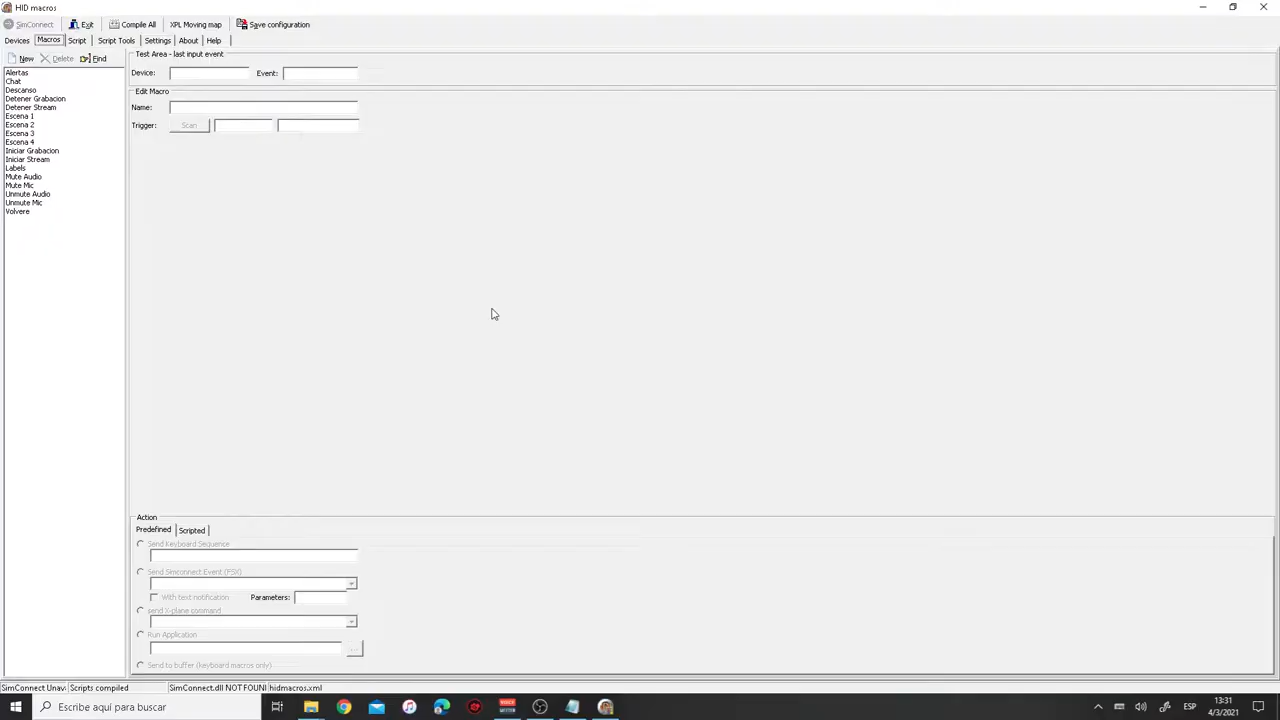 HID macros
SimConnect Exit Compile All XPL Moving map Save configuration
Devices Macros Script Script Tools Settings About Help
New Delete Find
Alertas
Chat
Descanso
Detener Grabacion
Detener Stream
Escena 1
Escena 2
Escena 3
Escena 4
Iniciar Grabacion
Iniciar Stream
Labels
Mute Audio
Mute Mic
Unmute Audio
Unmute Mic
Volvere
Test Area - last input event
Device: Event:
Edit Macro
Name:
Trigger: Scan
Action
Predefined Scripted
Send Keyboard Sequence
Send Simconnect Event (FSX)
With text notification Parameters:
send X-plane command
Run Application
...
Send to buffer (keyboard macros only)
SimConnect Unav Scripts compiled SimConnect.dll NOT FOUND hidmacros.xml
Escribe aquí para buscar
ESP
13:31
4/3/2021